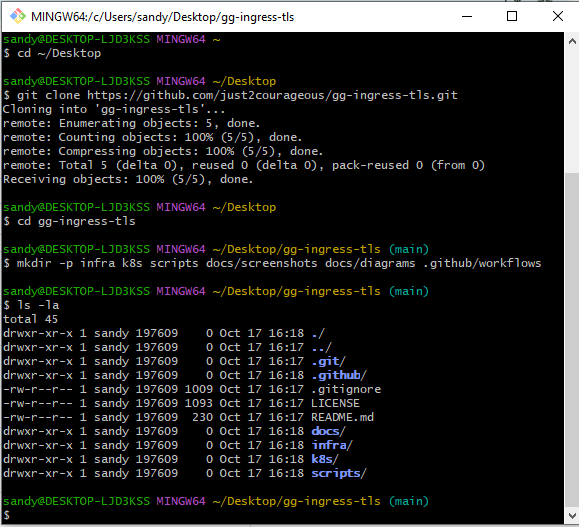 MINGW64:/c/Users/sandy/Desktop/gg-ingress-tls
sandy@DESKTOP-LJD3KSS MINGW64 ~
$ cd ~/Desktop
sandy@DESKTOP-LJD3KSS MINGW64 ~/Desktop
$ git clone https://github.com/just2courageous/gg-ingress-tls.git
Cloning into 'gg-ingress-tls'...
remote: Enumerating objects: 5, done.
remote: Counting objects: 100% (5/5), done.
remote: Compressing objects: 100% (5/5), done.
remote: Total 5 (delta 0), reused 0 (delta 0), pack-reused 0 (from 0)
Receiving objects: 100% (5/5), done.
sandy@DESKTOP-LJD3KSS MINGW64 ~/Desktop
$ cd gg-ingress-tls
sandy@DESKTOP-LJD3KSS MINGW64 ~/Desktop/gg-ingress-tls (main)
$ mkdir -p infra k8s scripts docs/screenshots docs/diagrams .github/workflows
sandy@DESKTOP-LJD3KSS MINGW64 ~/Desktop/gg-ingress-tls (main)
$ ls -la
total 45
drwxr-xr-x 1 sandy 197609    0 Oct 17 16:18 ./
drwxr-xr-x 1 sandy 197609    0 Oct 17 16:17 ../
drwxr-xr-x 1 sandy 197609    0 Oct 17 16:17 .git/
drwxr-xr-x 1 sandy 197609    0 Oct 17 16:18 .github/
-rw-r--r-- 1 sandy 197609 1009 Oct 17 16:17 .gitignore
-rw-r--r-- 1 sandy 197609 1093 Oct 17 16:17 LICENSE
-rw-r--r-- 1 sandy 197609  230 Oct 17 16:17 README.md
drwxr-xr-x 1 sandy 197609    0 Oct 17 16:18 docs/
drwxr-xr-x 1 sandy 197609    0 Oct 17 16:18 infra/
drwxr-xr-x 1 sandy 197609    0 Oct 17 16:18 k8s/
drwxr-xr-x 1 sandy 197609    0 Oct 17 16:18 scripts/
sandy@DESKTOP-LJD3KSS MINGW64 ~/Desktop/gg-ingress-tls (main)
$